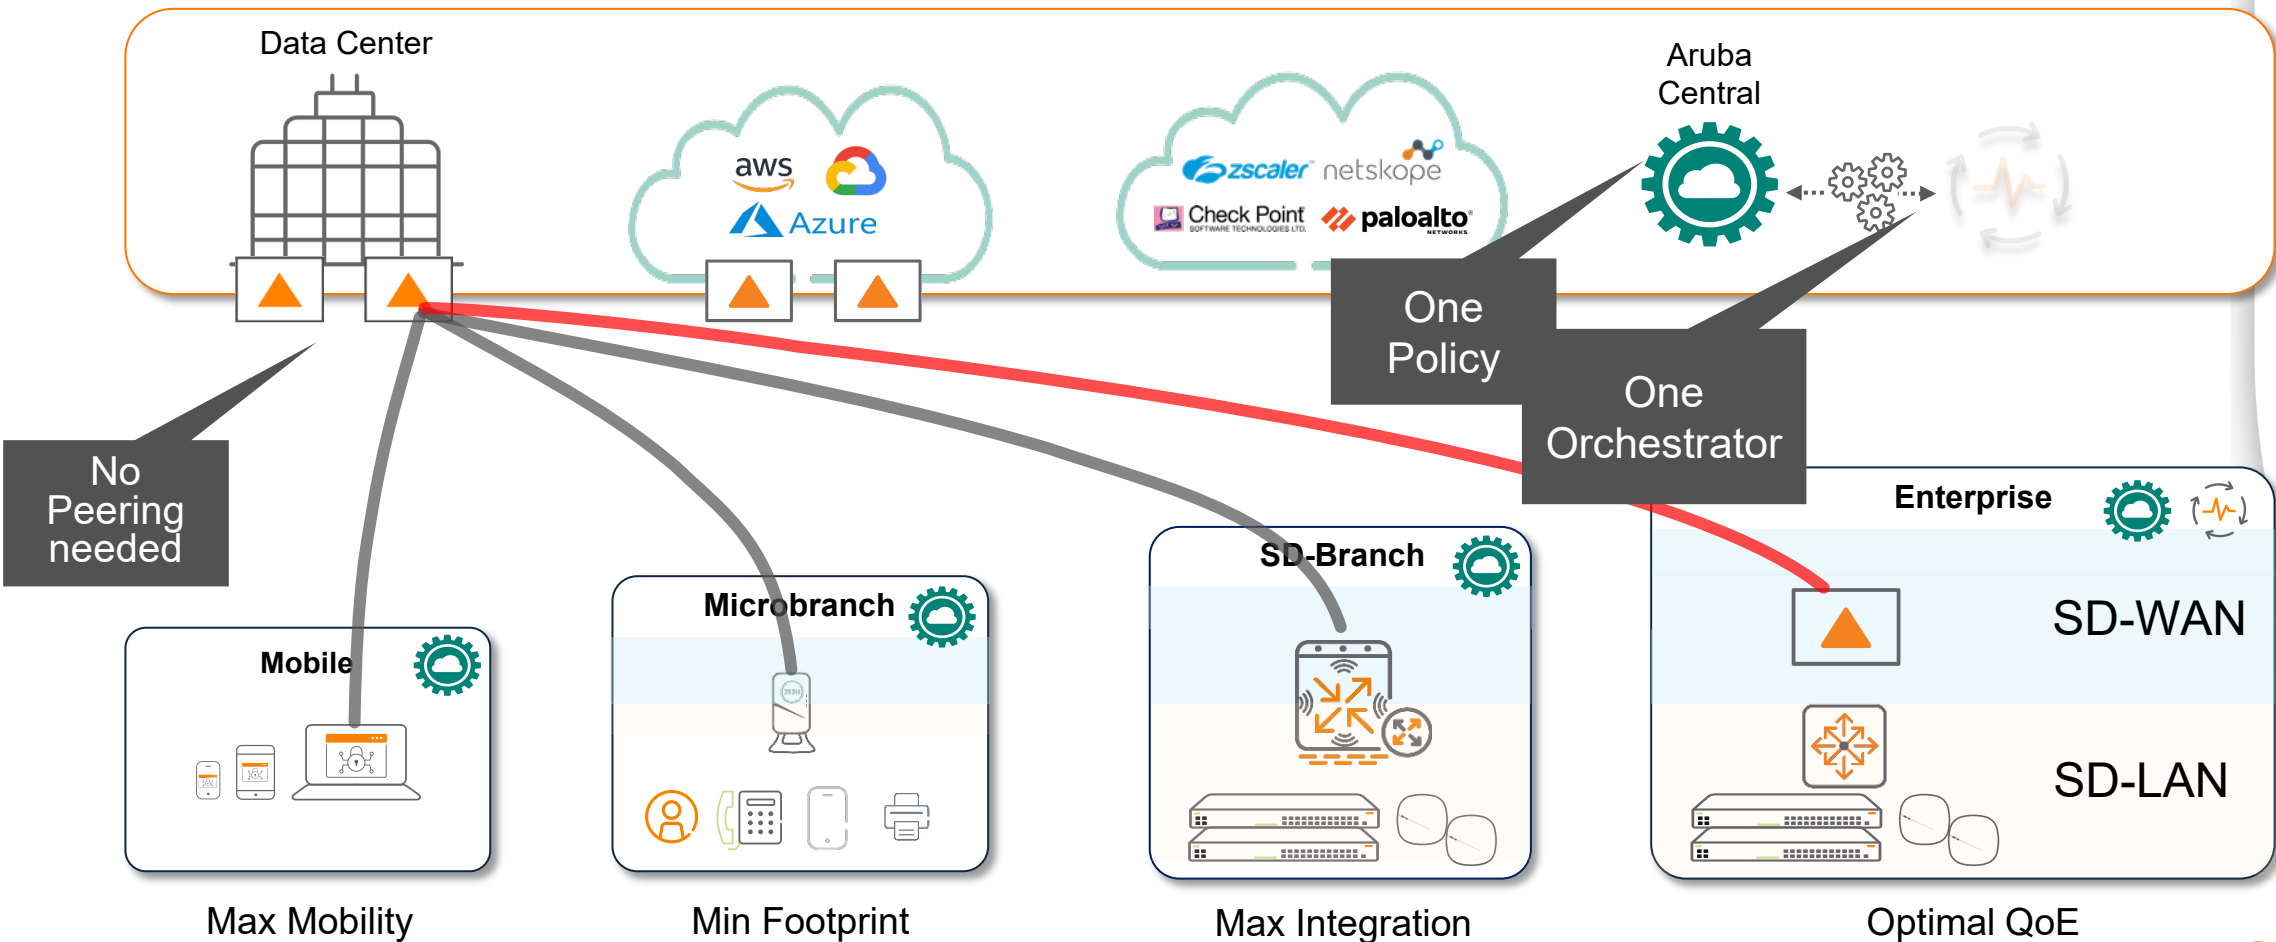 Data Center
Aruba
Central
aws
Azure
zscaler™
netskope
Check Point
SOFTWARE TECHNOLOGIES LTD.
paloalto®
NETWORKS
One
Policy
One
Orchestrator
No
Peering
needed
Mobile
Microbranch
SD-Branch
Enterprise
SD-WAN
SD-LAN
Max Mobility
Min Footprint
Max Integration
Optimal QoE